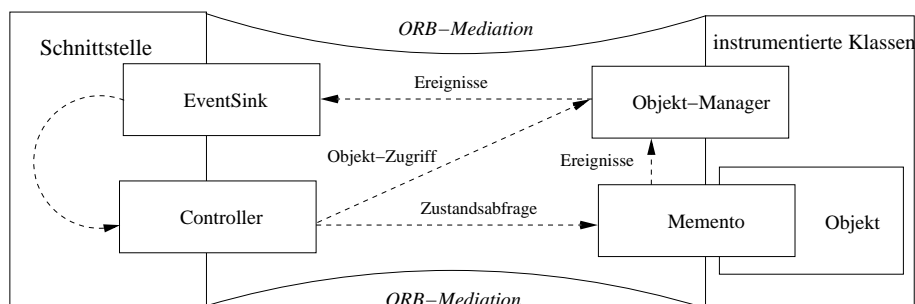 ORB−Mediation
Schnittstelle
instrumentierte Klassen
EventSink
Ereignisse
Objekt−Manager
Objekt−Zugriff
Ereignisse
Controller
Zustandsabfrage
Memento
Objekt
ORB−Mediation